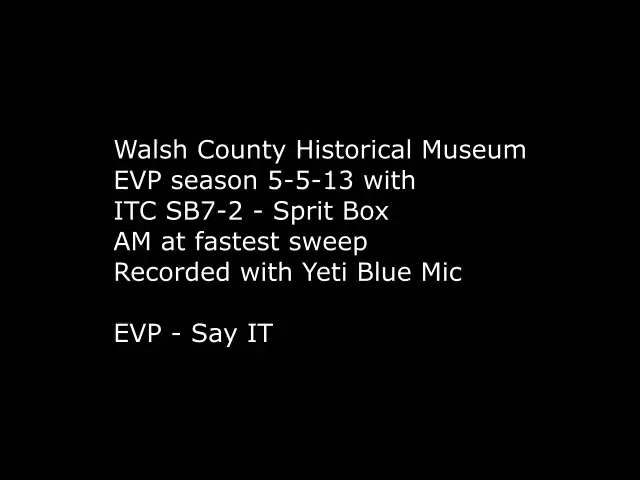 Walsh County Historical Museum
EVP season 5-5-13 with
ITC SB7-2 - Sprit Box
AM at fastest sweep
Recorded with Yeti Blue Mic
EVP - Say IT